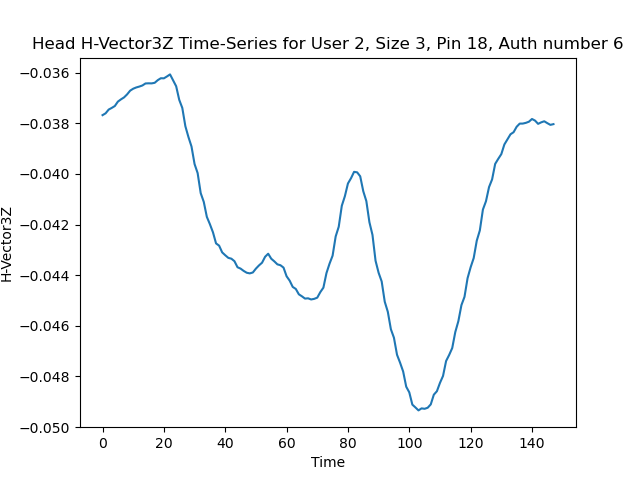 Head H-Vector3Z Time-Series for User 2, Size 3, Pin 18, Auth number 6
H-Vector3Z
−0.036
−0.038
−0.040
−0.042
−0.044
−0.046
−0.048
−0.050
0 20 40 60 80 100 120 140
Time